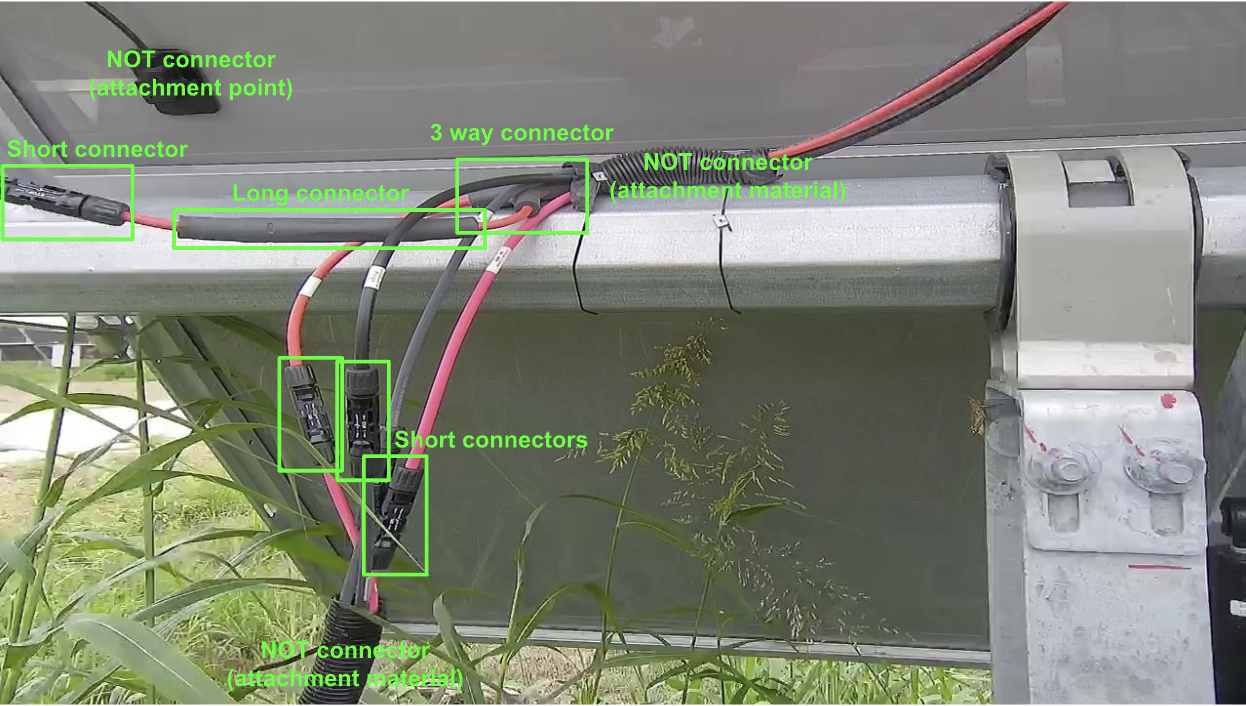 NOT connector
(attachment point)
3 way connector
Short connector
NOT connector
(attachment material)
Long connector
Short connectors
NOT connector
(attachment material)